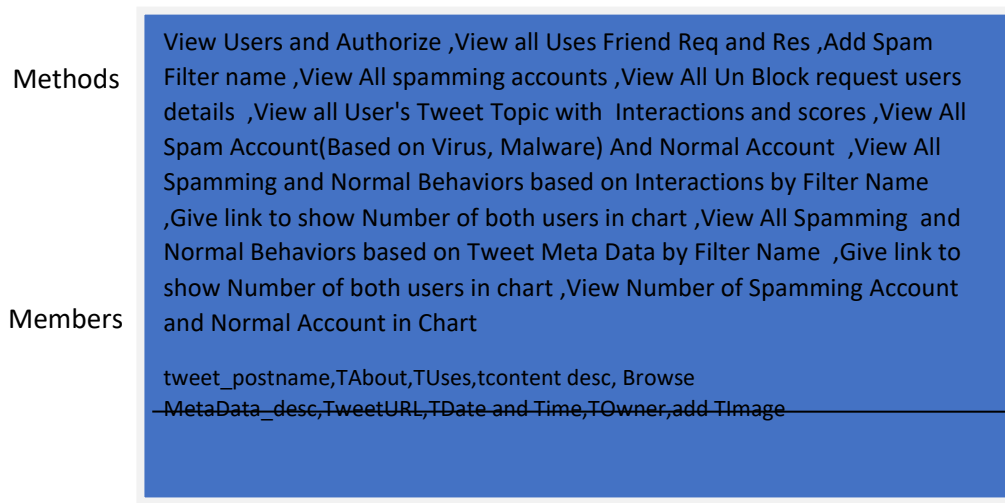 Methods
View Users and Authorize ,View all Uses Friend Req and Res ,Add Spam
Filter name ,View All spamming accounts ,View All Un Block request users
details ,View all User's Tweet Topic with Interactions and scores ,View All
Spam Account(Based on Virus, Malware) And Normal Account ,View All
Spamming and Normal Behaviors based on Interactions by Filter Name
,Give link to show Number of both users in chart ,View All Spamming and
Normal Behaviors based on Tweet Meta Data by Filter Name ,Give link to
show Number of both users in chart ,View Number of Spamming Account
and Normal Account in Chart
Members
tweet_postname,TAbout,TUses,tcontent desc, Browse
MetaData_desc,TweetURL,TDate and Time,TOwner,add TImage